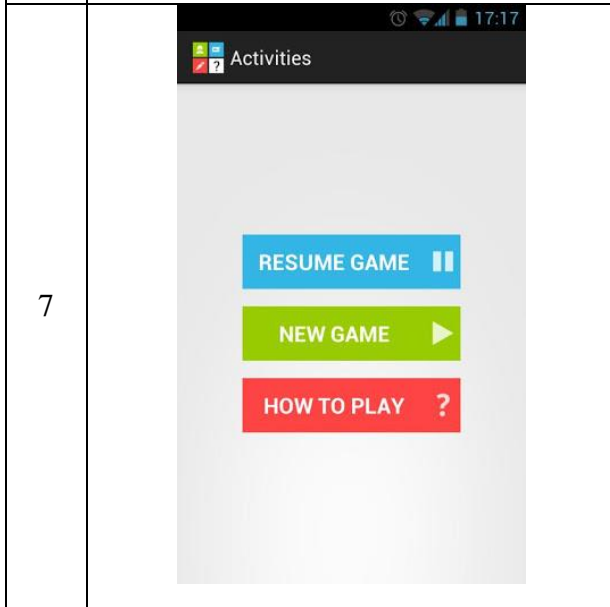 17:17
Activities
7
RESUME GAME
NEW GAME
HOW TO PLAY ?